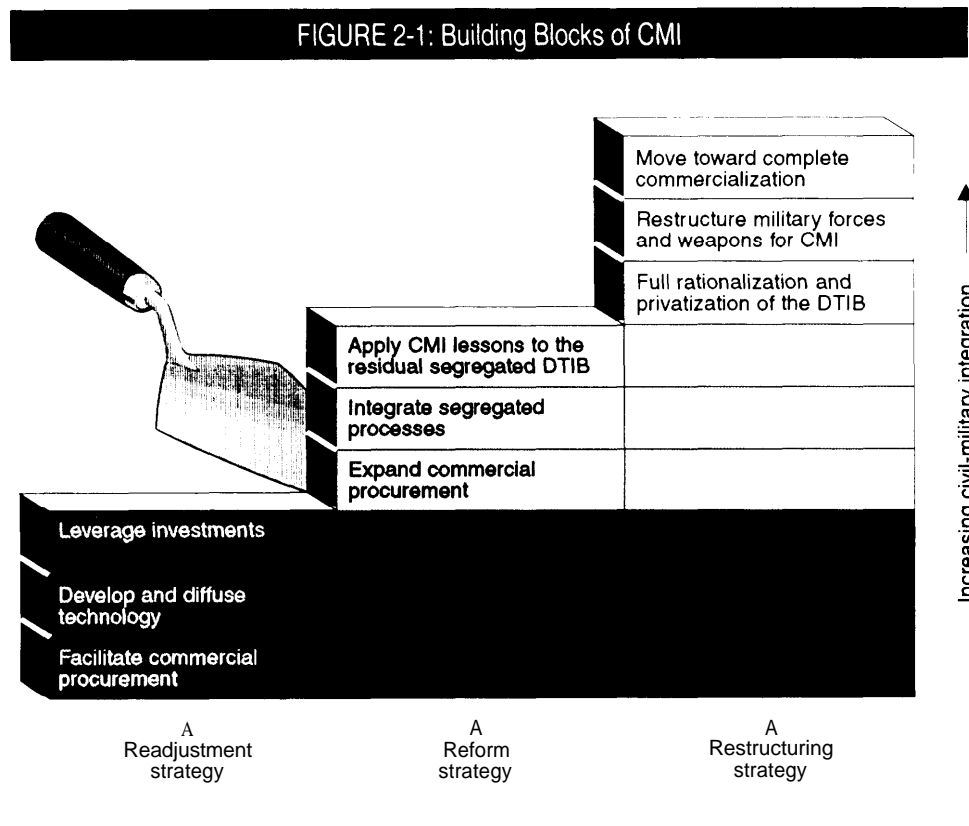 FIGURE 2-1: Building Blocks of CMI
Move toward complete
commercialization
Restructure military forces
and weapons for CMI
Full rationalization and
privatization of the DTIB
Apply CMI lessons to the
residual segregated DTIB
Integrate segregated
processes
Expand commercial
procurement
Leverage investments
Develop and diffuse
technology
Facilitate commercial
procurement
Increasing civil-military integration
A
Readjustment
strategy
A
Reform
strategy
A
Restructuring
strategy